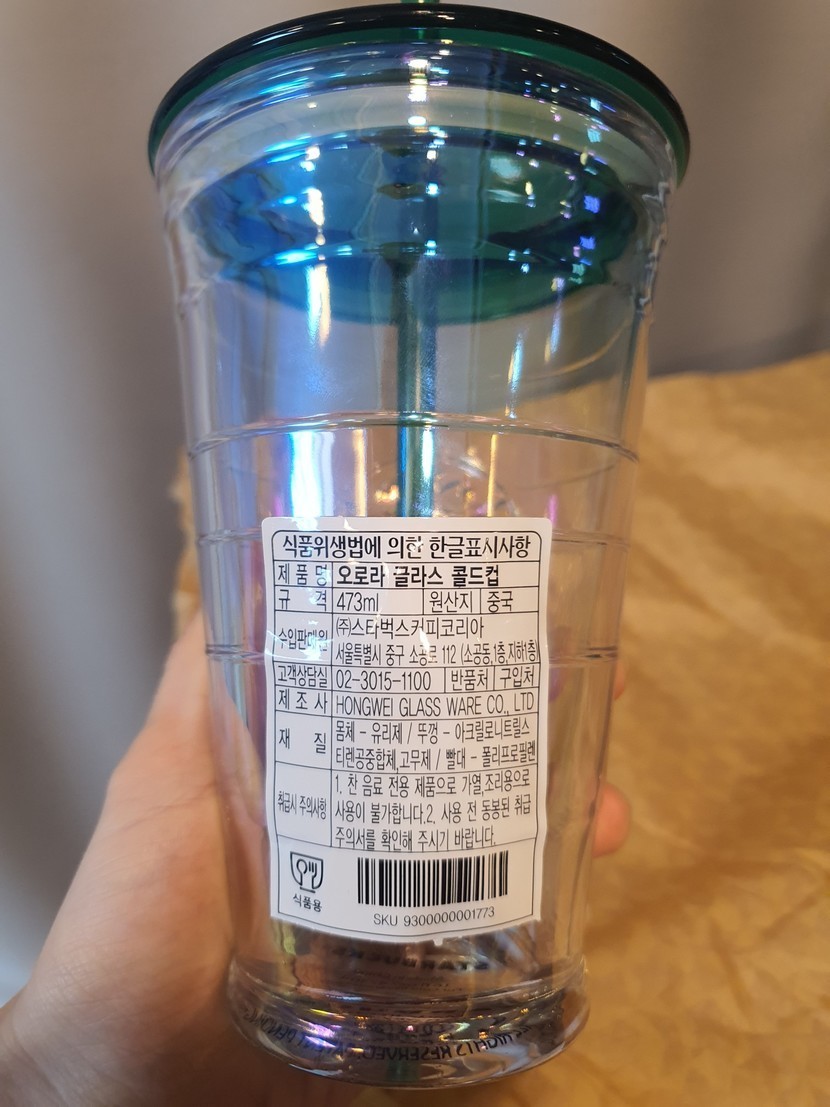 식품위생법에 의한 한글표시사항
제 품 명 오로라 글라스 콜드컵
규 격 473ml 원산지 중국
수입판매원 ㈜스타벅스커피코리아
서울특별시 중구 소공로 112 (소공동,1층,지하1층)
고객상담실 02-3015-1100 반품처 구입처
제 조 사 HONGWEI GLASS WARE CO., LTD
재 질 몸체 - 유리제 / 뚜껑 - 아크릴로니트릴스
티렌공중합체,고무제 / 빨대 - 폴리프로필렌
취급시 주의사항 1. 찬 음료 전용 제품으로 가열,조리용으로
사용이 불가합니다.2. 사용 전 동봉된 취급
주의서를 확인해 주시기 바랍니다.
식품용
SKU 9300000001773
STARBUCKS
RIGHTS RESERVED.